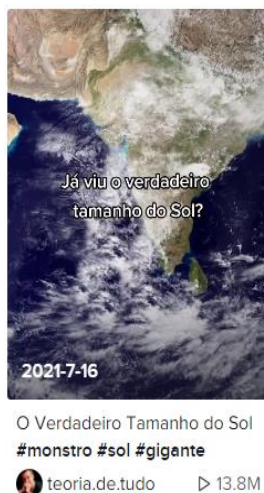 Já viu o verdadeiro
tamanho do Sol?
2021-7-16
O Verdadeiro Tamanho do Sol
#monstro #sol #gigante
teoria.de.tudo
13.8M